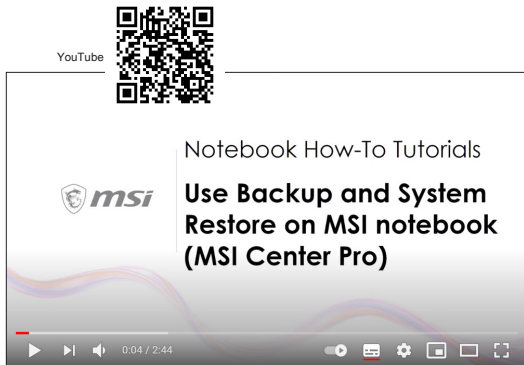 YouTube
Notebook How-To Tutorials
msi
Use Backup and System
Restore on MSI notebook
(MSI Center Pro)
0:04 / 2:44